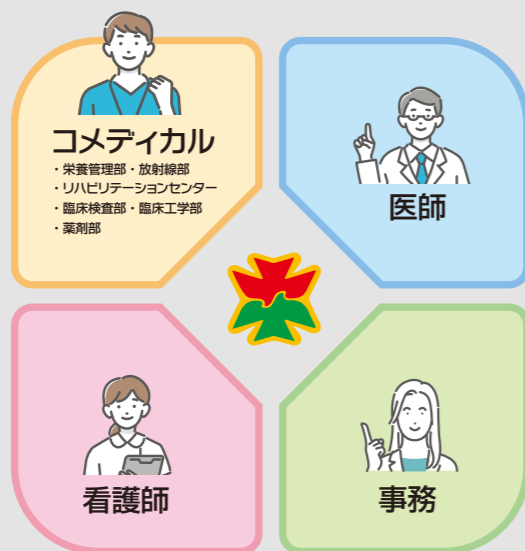 コメディカル
・栄養管理部・放射線部
・リハビリテーションセンター
・臨床検査部・臨床工学部
・薬剤部
医師
看護師
事務